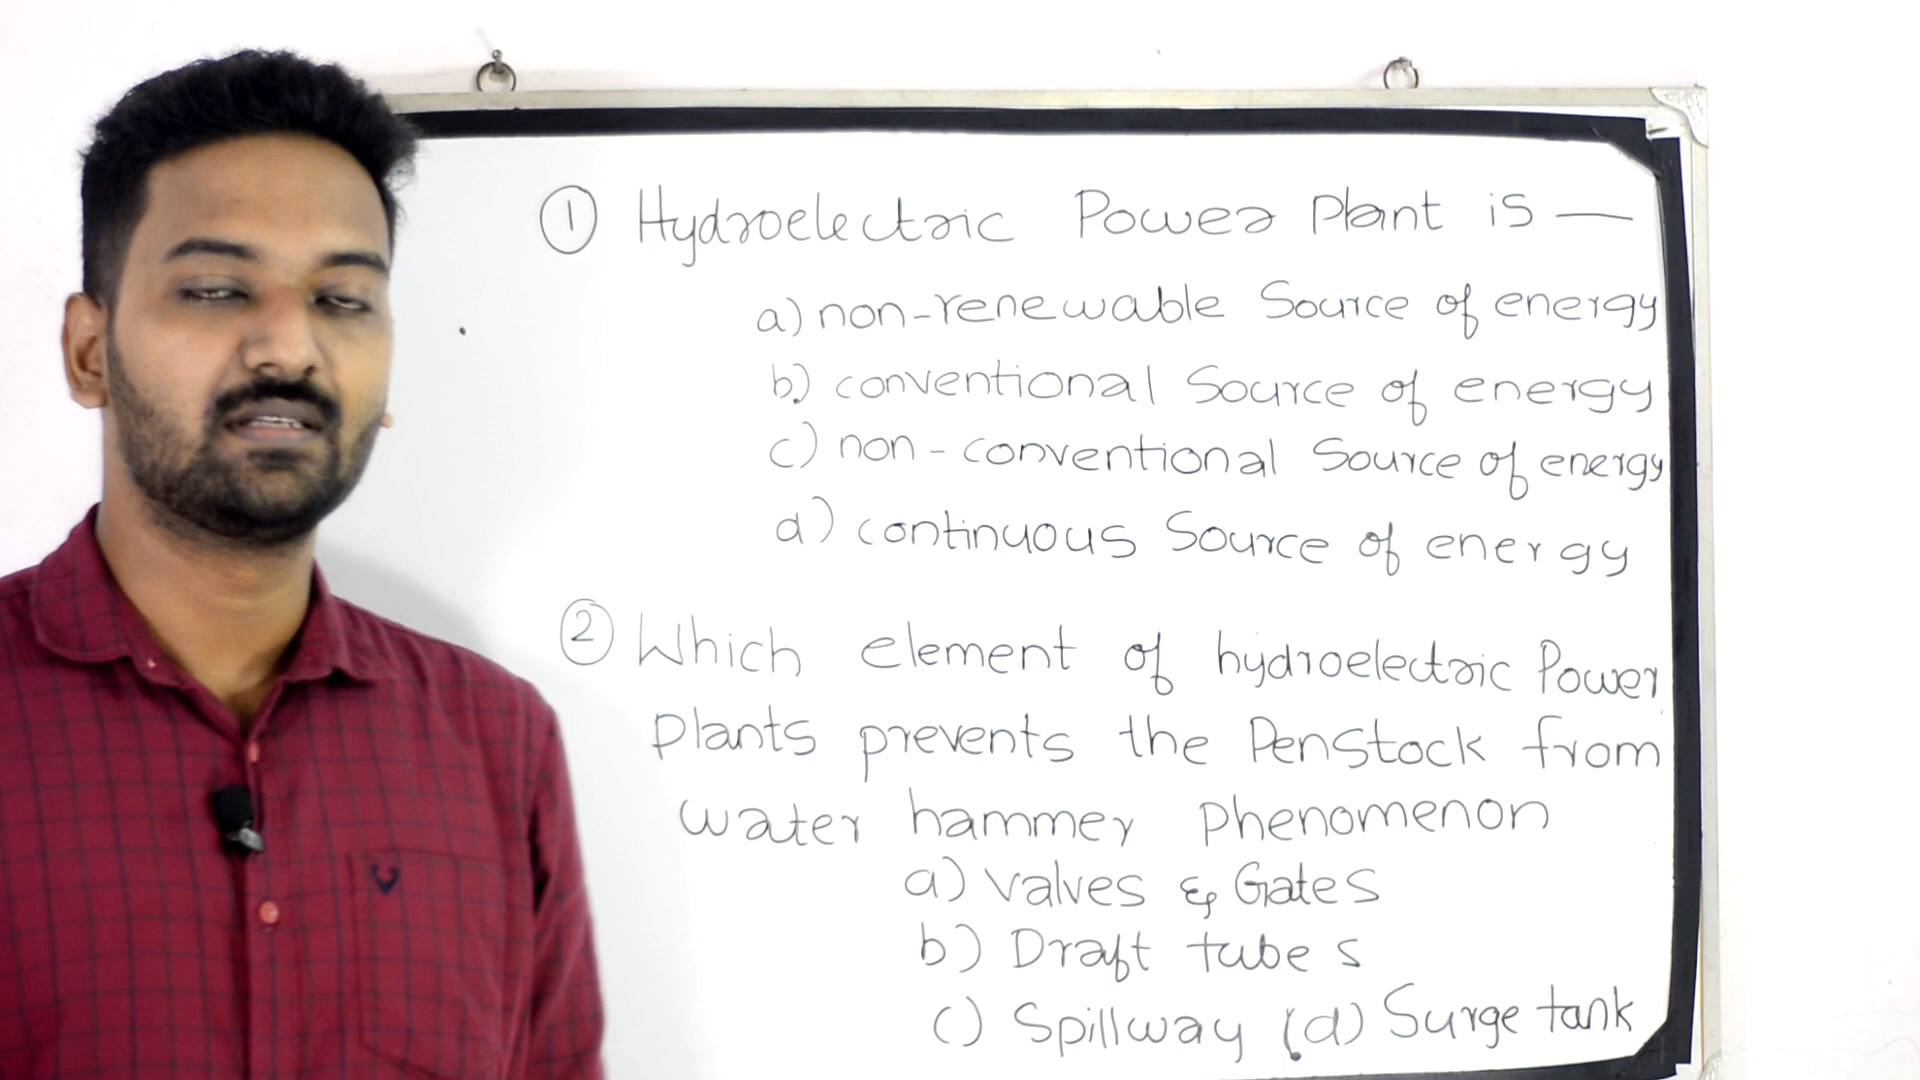 ① Hydroelectric Power Plant is —
a) non-renewable Source of energy
b) conventional Source of energy
c) non-conventional Source of energy
d) continuous Source of energy
② Which element of hydroelectric Power
Plants prevents the Penstock from
water hammer Phenomenon
a) Valves & Gates
b) Draft tubes
c) Spillway (d) Surge tank